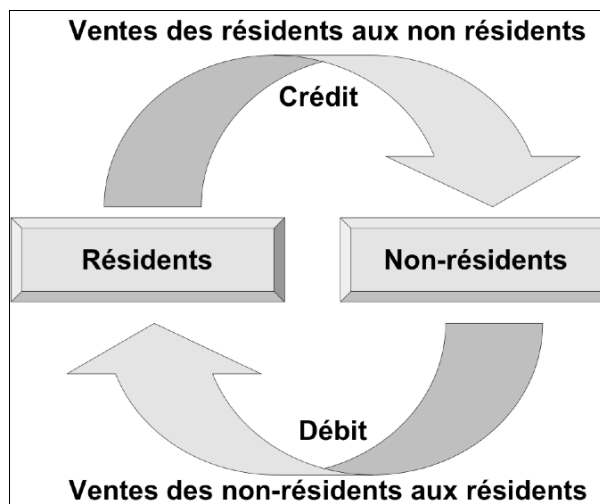 Ventes des résidents aux non résidents
Crédit
Résidents
Non-résidents
Débit
Ventes des non-résidents aux résidents